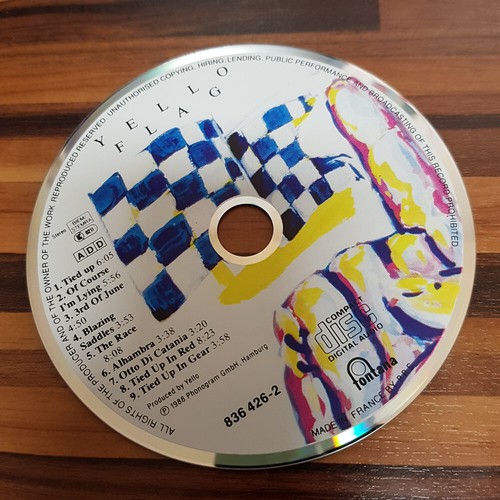 ALL RIGHTS OF THE PRODUCER AND OF THE OWNER OF THE WORK REPRODUCED RESERVED. UNAUTHORISED COPYING, HIRING, LENDING, PUBLIC PERFORMANCE AND BROADCASTING OF THIS RECORD PROHIBITED
YELLO
FLAG
Stereo
BIEM
STEMRA
ADD
1. Tied up 6:05
2. Of Course
I'm Lying 5:56
3. 3rd Of June
4:50
4. Blazing
Saddles 3:53
5. The Race
8:08
6. Alhambra 3:38
7. Otto Di Catania 3:20
8. Tied Up In Red 8:23
9. Tied Up In Gear 3:58
Produced by Yello
℗ 1988 Phonogram GmbH, Hamburg
836 426-2
COMPACT
disc
DIGITAL AUDIO
fontana
MADE IN FRANCE BY